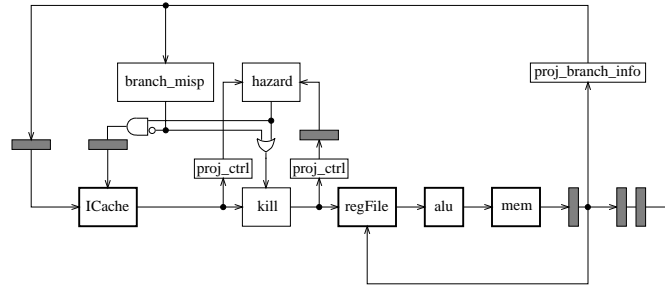 proj_branch_info
branch_misp
hazard
proj_ctrl
proj_ctrl
ICache
kill
regFile
alu
mem